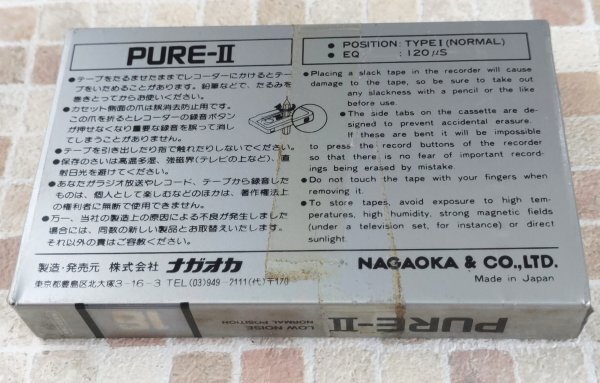 PURE-II
● POSITION: TYPE I (NORMAL)
● EQ : 120μS
●テープをたるませたままでレコーダーにかけるとテー
プをいためることがあります。鉛筆などで、たるみを
巻きとってからお使いください。
●カセット側面の爪は誤消去防止用です。
この爪を折るとレコーダーの録音ボタン
が押せなくなり重要な録音を誤って消し
てしまうことがありません。
●テープを引き出したり指で触れたりしないでください。
●保存のさいは高温多湿、強磁界(テレビの上など)、直
射日光を避けてください。
●あなたがラジオ放送やレコード、テープから録音し
たものは、個人として楽しむなどのほかは、著作権法上
の権利者に無断で使用できません。
●万一、当社の製造上の原因による不良が発生しました
場合には、同数の新しい製品とお取替えいたします。
それ以外の責はご容赦ください。
●Placing a slack tape in the recorder will cause
damage to the tape, so be sure to take out
any slackness with a pencil or the like
before use.
● The side tabs on the cassette are de-
signed to prevent accidental erasure.
If these are bent it will be impossible
to press the record buttons of the recorder
so that there is no fear of important record-
ings being erased by mistake.
● Do not touch the tape with your fingers when
removing it.
● To store tapes, avoid exposure to high tem-
peratures, high humidity, strong magnetic fields
(under a television set, for instance) or direct
sunlight.
製造・発売元 株式会社 ナガオカ
東京都豊島区北大塚3-16-3 TEL(03)949-2111(代)〒170
NAGAOKA & CO.,LTD.
Made in Japan
LOW NOISE
NORMAL POSITION
PURE-II